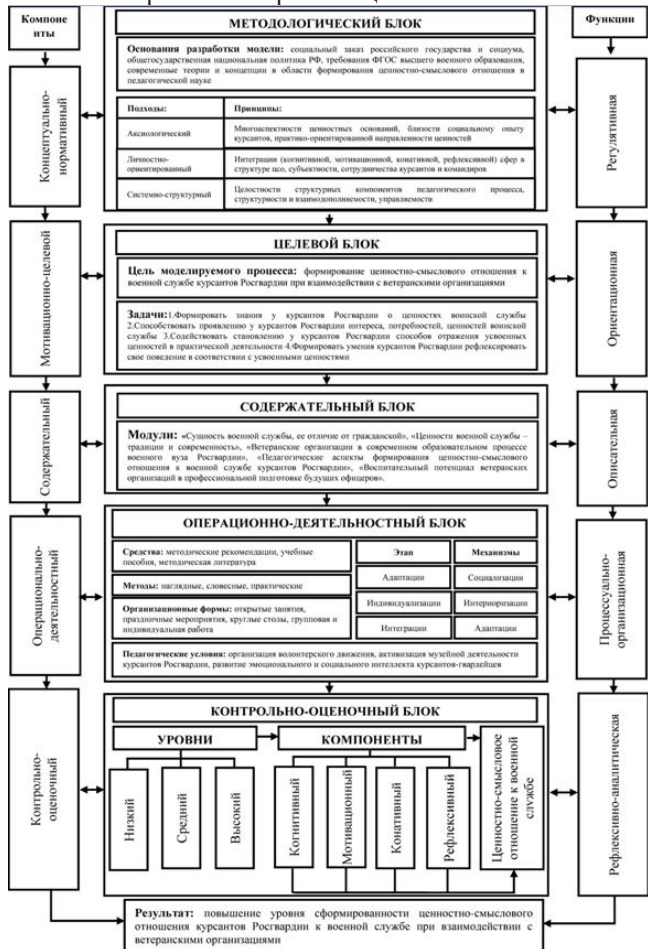 Компоне
нты
МЕТОДОЛОГИЧЕСКИЙ БЛОК
Функции
Основания разработки модели: социальный заказ российского государства и социума,
общегосударственная национальная политика РФ, требования ФГОС высшего военного образования,
современные теории и концепции в области формирования ценностно-смыслового отношения в
педагогической науке
Подходы:
Принципы:
Аксиологический
Многоаспектности ценностных оснований, близости социальному опыту
курсантов, практико-ориентированной направленности ценностей
Личностно-
ориентированный
Интеграции (когнитивной, мотивационной, конативной, рефлексивной) сфер в
структуре цсо, субъектности, сотрудничества курсантов и командиров
Системно-структурный
Целостности структурных компонентов педагогического процесса,
структурности и взаимодополняемости, управляемости
Концептуально-
нормативный
Регулятивная
ЦЕЛЕВОЙ БЛОК
Цель моделируемого процесса: формирование ценностно-смыслового отношения к
военной службе курсантов Росгвардии при взаимодействии с ветеранскими организациями
Задачи:1.Формировать знания у курсантов Росгвардии о ценностях воинской службы
2.Способствовать проявлению у курсантов Росгвардии интереса, потребностей, ценностей воинской
службы 3.Содействовать становлению у курсантов Росгвардии способов отражения усвоенных
ценностей в практической деятельности 4.Формировать умения курсантов Росгвардии рефлексировать
свое поведение в соответствии с усвоенными ценностями
Мотивационно-целевой
Ориентационная
СОДЕРЖАТЕЛЬНЫЙ БЛОК
Модули: «Сущность военной службы, ее отличие от гражданской», «Ценности военной службы –
традиции и современность», «Ветеранские организации в современном образовательном процессе
военного вуза Росгвардии», «Педагогические аспекты формирования ценностно-смыслового
отношения к военной службе курсантов Росгвардии», «Воспитательный потенциал ветеранских
организаций в профессиональной подготовке будущих офицеров».
Содержательный
Описательная
ОПЕРАЦИОННО-ДЕЯТЕЛЬНОСТНЫЙ БЛОК
Средства: методические рекомендации, учебные
пособия, методическая литература
Методы: наглядные, словесные, практические
Организационные формы: открытые занятия,
праздничные мероприятия, круглые столы, групповая и
индивидуальная работа
Этап
Механизмы
Адаптации
Социализации
Индивидуализации
Интериоризации
Интеграции
Адаптации
Педагогические условия: организация волонтерского движения, активизация музейной деятельности
курсантов Росгвардии, развитие эмоционального и социального интеллекта курсантов-гвардейцев
Операционально-
деятельностный
Процессуально-
организационная
КОНТРОЛЬНО-ОЦЕНОЧНЫЙ БЛОК
УРОВНИ
КОМПОНЕНТЫ
Низкий
Средний
Высокий
Когнитивный
Мотивационный
Конативный
Рефлексивный
Ценностно-смысловое
отношение к военной
службе
Контрольно-
оценочный
Рефлексивно-аналитическая
Результат: повышение уровня сформированности ценностно-смыслового
отношения курсантов Росгвардии к военной службе при взаимодействии с
ветеранскими организациями